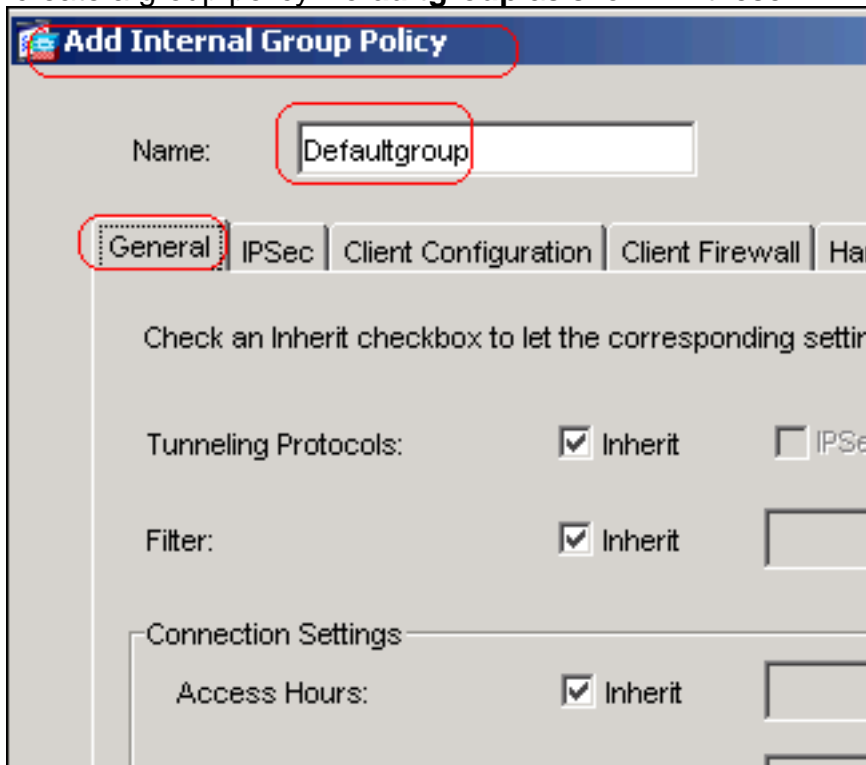 Add Internal Group Policy
Name: Defaultgroup
General IPSec Client Configuration Client Firewall
Check an Inherit checkbox to let the corresponding
Tunneling Protocols: Inherit
Filter: Inherit
Connection Settings
Access Hours: Inherit